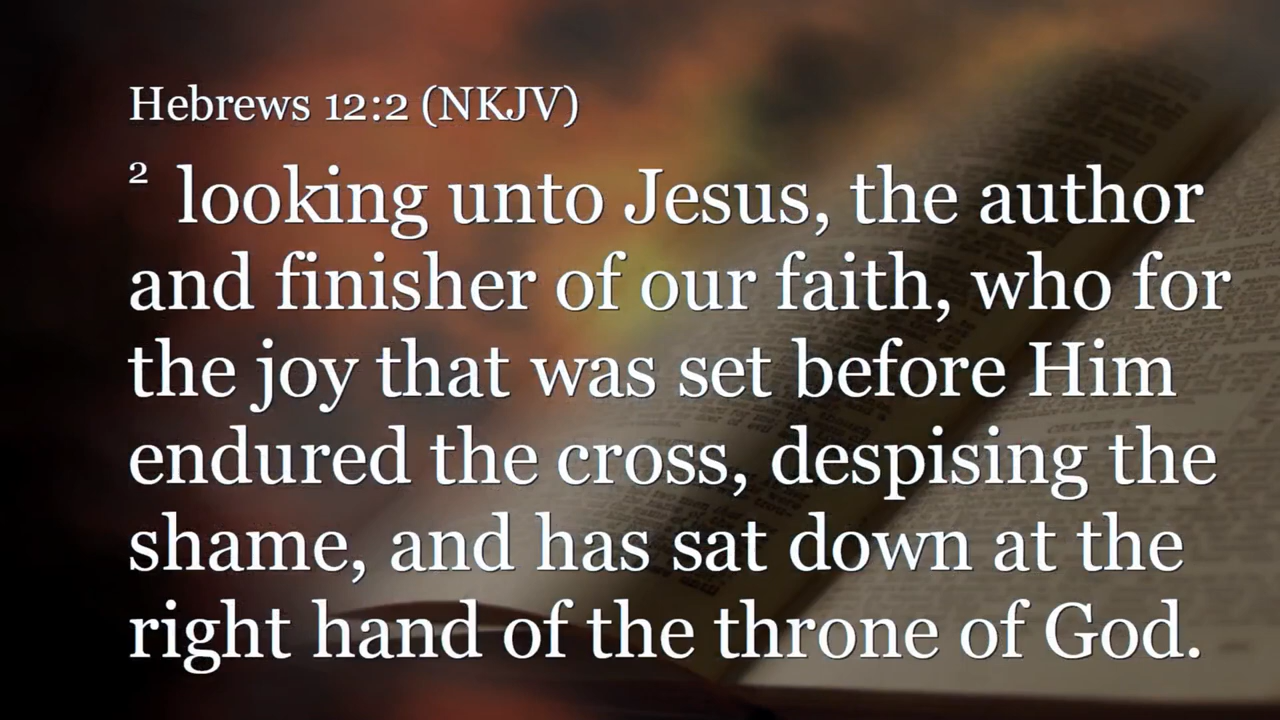 Hebrews 12:2 (NKJV)
2 looking unto Jesus, the author
and finisher of our faith, who for
the joy that was set before Him
endured the cross, despising the
shame, and has sat down at the
right hand of the throne of God.